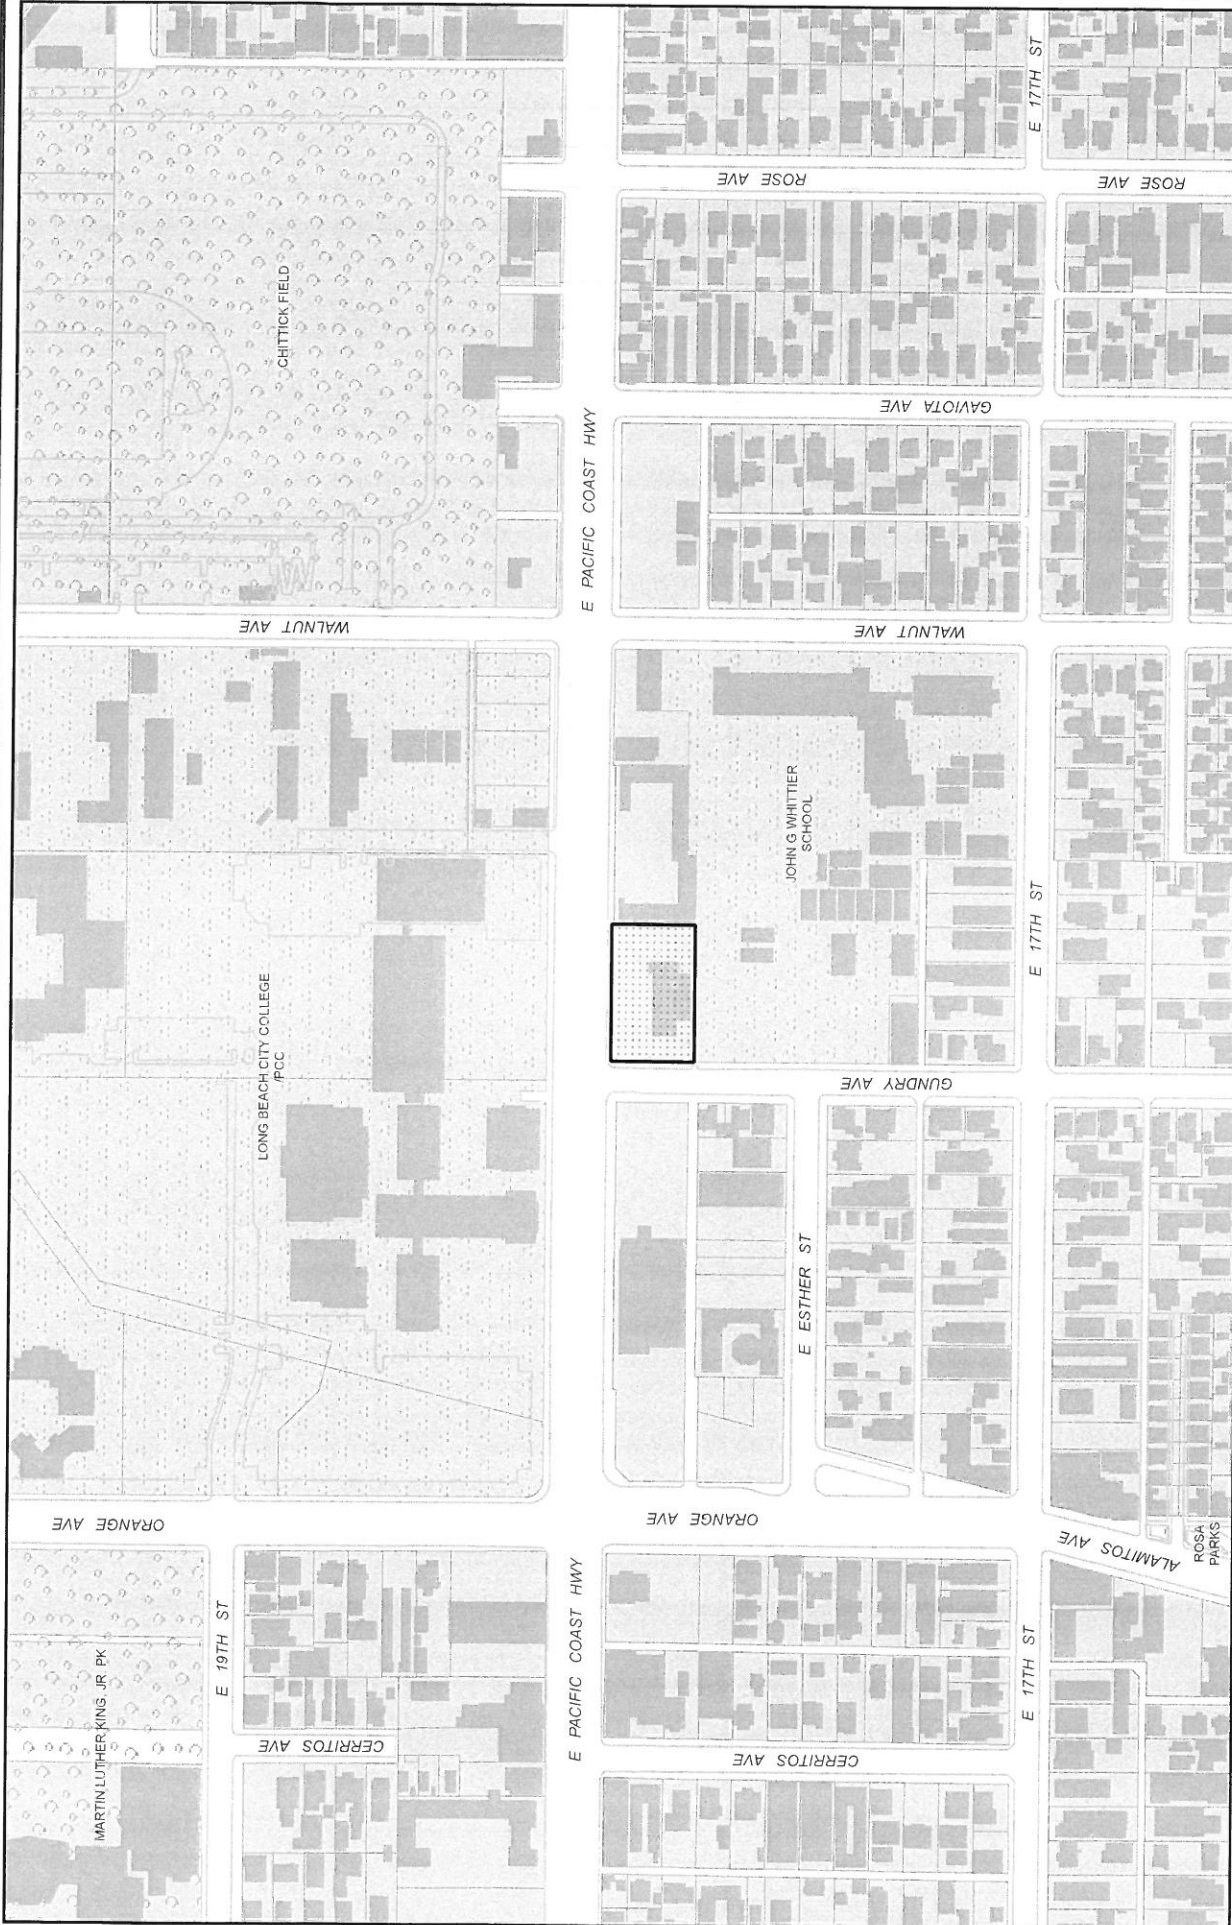 MARTIN LUTHER KING, JR PK
E 19TH ST
CERRITOS AVE
ORANGE AVE
LONG BEACH CITY COLLEGE
/PCC
WALNUT AVE
CHITTICK FIELD
E PACIFIC COAST HWY
E PACIFIC COAST HWY
CERRITOS AVE
ORANGE AVE
E ESTHER ST
GUNDRY AVE
JOHN G WHITTIER
SCHOOL
WALNUT AVE
GAVIOTA AVE
ROSE AVE
E 17TH ST
E 17TH ST
E 17TH ST
ALAMITOS AVE
ROSA
PARKS
ROSE AVE